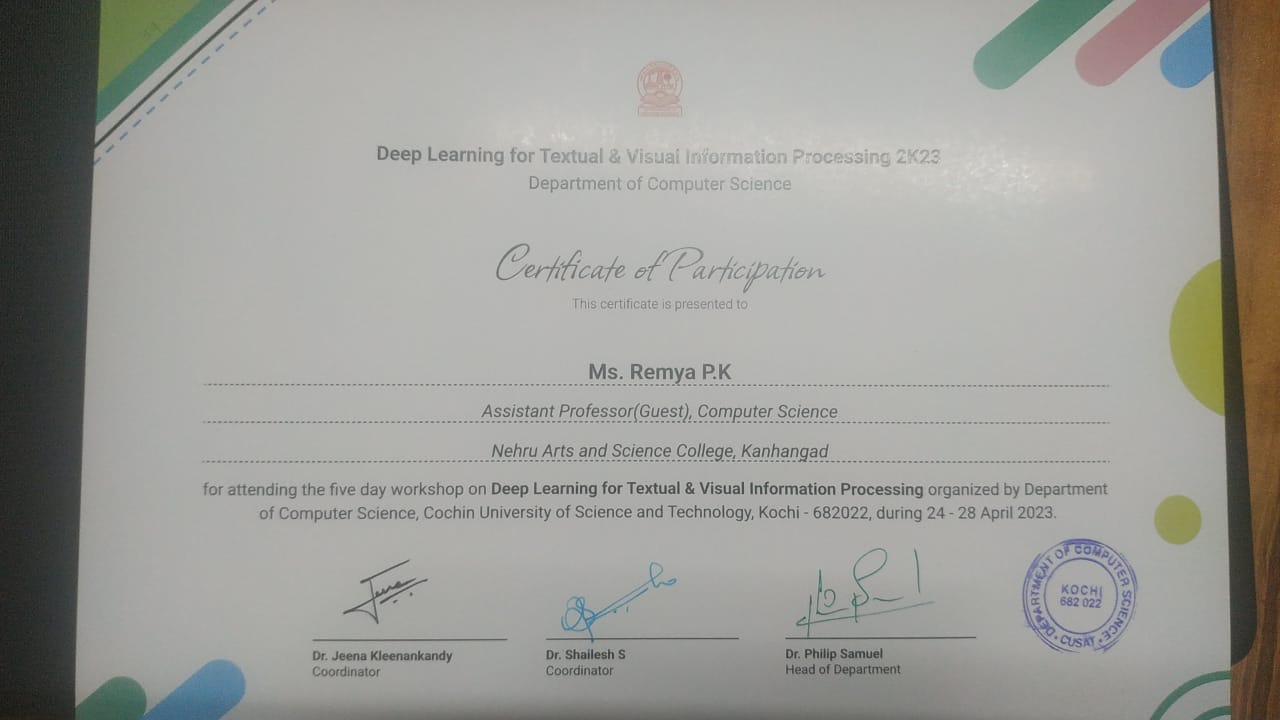 Deep Learning for Textual & Visual Information Processing 2K23
Department of Computer Science
Certificate of Participation
This certificate is presented to
Ms. Remya P.K
Assistant Professor(Guest), Computer Science
Nehru Arts and Science College, Kanhangad
for attending the five day workshop on Deep Learning for Textual & Visual Information Processing organized by Department
of Computer Science, Cochin University of Science and Technology, Kochi - 682022, during 24 - 28 April 2023.
Dr. Jeena Kleenankandy
Coordinator
Dr. Shailesh S
Coordinator
Dr. Philip Samuel
Head of Department
DEPARTMENT OF COMPUTER SCIENCE
KOCHI
682 022
CUSAT